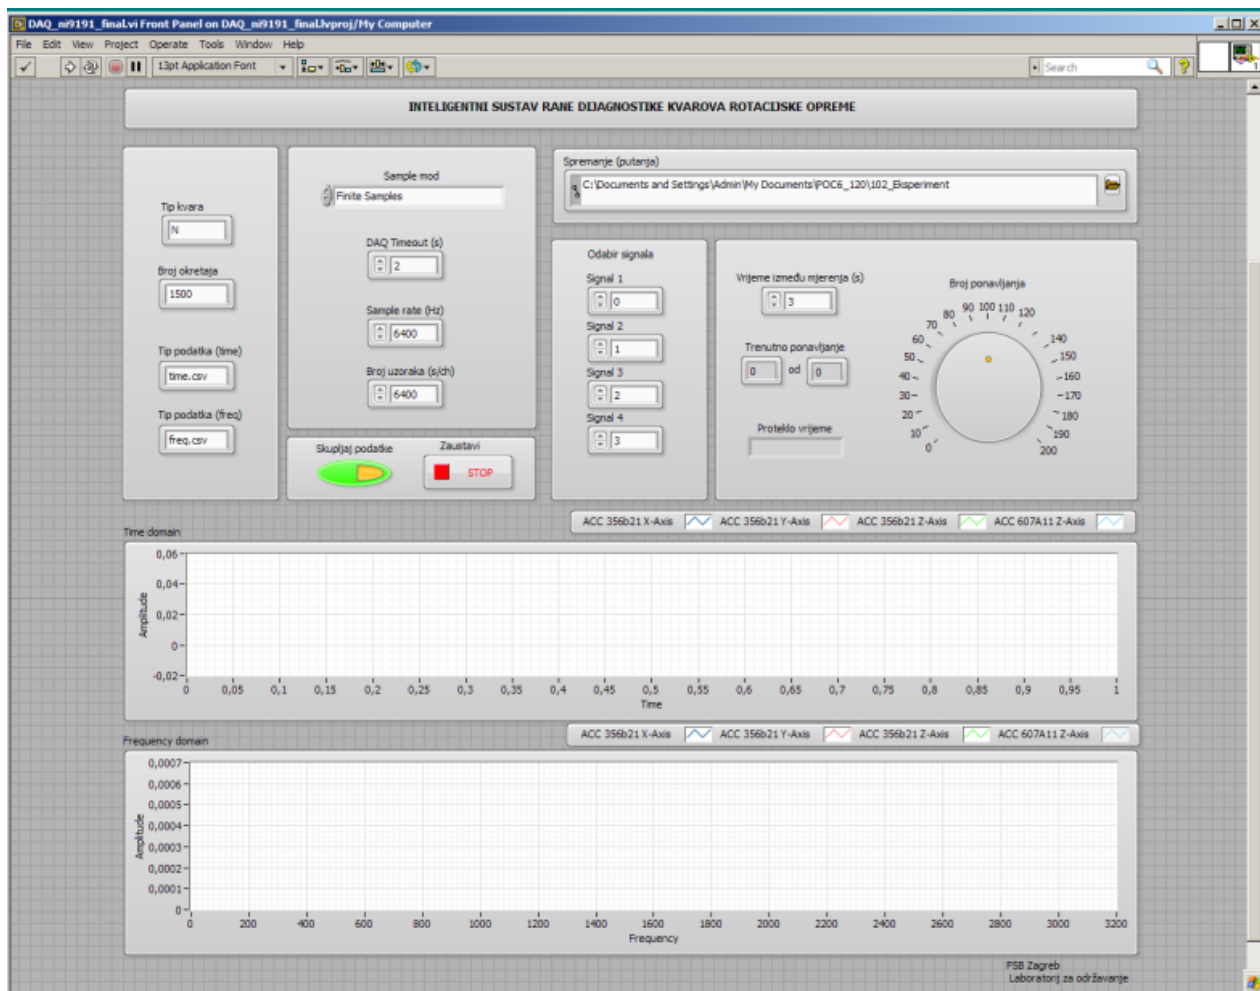 DAQ_ni9191_final.vi Front Panel on DAQ_ni9191_final.lvproj/My Computer
File Edit View Project Operate Tools Window Help
13pt Application Font
Search
1
INTELIGENTNI SUSTAV RANE DIJAGNOSTIKE KVAROVA ROTACIJSKE OPREME
Tip kvara
N
Broj okretaja
1500
Tip podatka (time)
time.csv
Tip podatka (freq)
freq.csv
Sample mod
Finite Samples
DAQ Timeout (s)
2
Sample rate (Hz)
6400
Broj uzoraka (s/ch)
6400
Skupljaj podatke
Zaustavi
STOP
Spremanje (putanja)
C:\Documents and Settings\Admin\My Documents\POC6_120\102_Eksperiment
Odabir signala
Signal 1
0
Signal 2
1
Signal 3
2
Signal 4
3
Vrijeme između mjerenja (s)
3
Trenutno ponavljanje
0 od 0
Proteklo vrijeme
Broj ponavljanja
0 10 20 30 40 50 60 70 80 90 100 110 120 140 150 160 170 180 190 200
ACC 356b21 X-Axis ACC 356b21 Y-Axis ACC 356b21 Z-Axis ACC 607A11 Z-Axis
Time domain
Amplitude
0,06
0,04
0,02
0
-0,02
0 0,05 0,1 0,15 0,2 0,25 0,3 0,35 0,4 0,45 0,5 0,55 0,6 0,65 0,7 0,75 0,8 0,85 0,9 0,95 1
Time
ACC 356b21 X-Axis ACC 356b21 Y-Axis ACC 356b21 Z-Axis ACC 607A11 Z-Axis
Frequency domain
Amplitude
0,0007
0,0006
0,0005
0,0004
0,0003
0,0002
0,0001
0
0 200 400 600 800 1000 1200 1400 1600 1800 2000 2200 2400 2600 2800 3000 3200
Frequency
FSB Zagreb
Laboratorij za održavanje